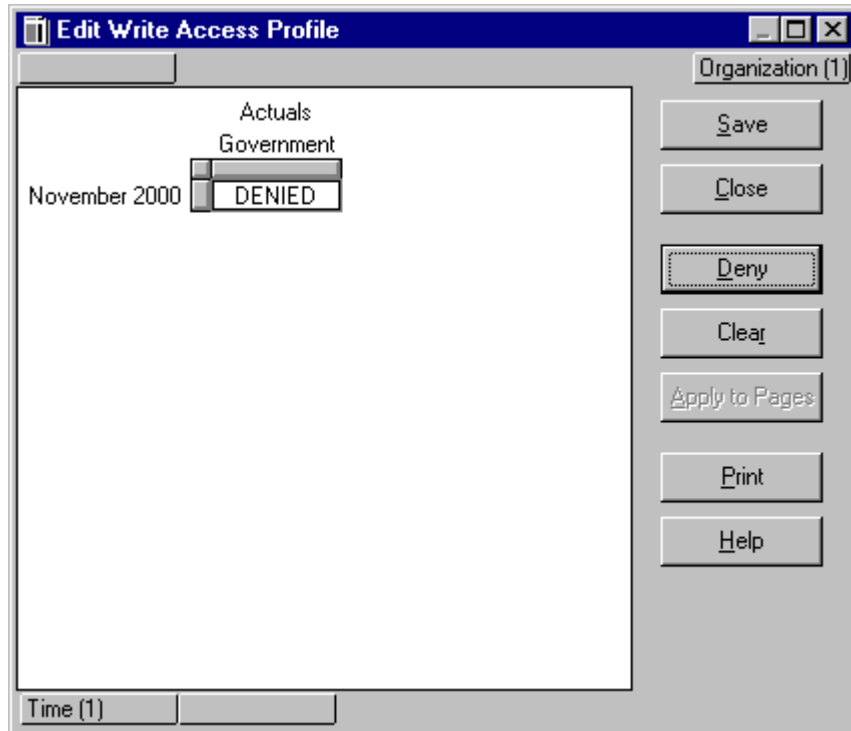 Edit Write Access Profile
Organization (1)
Actuals
Government
November 2000 DENIED
Save
Close
Deny
Clear
Apply to Pages
Print
Help
Time (1)